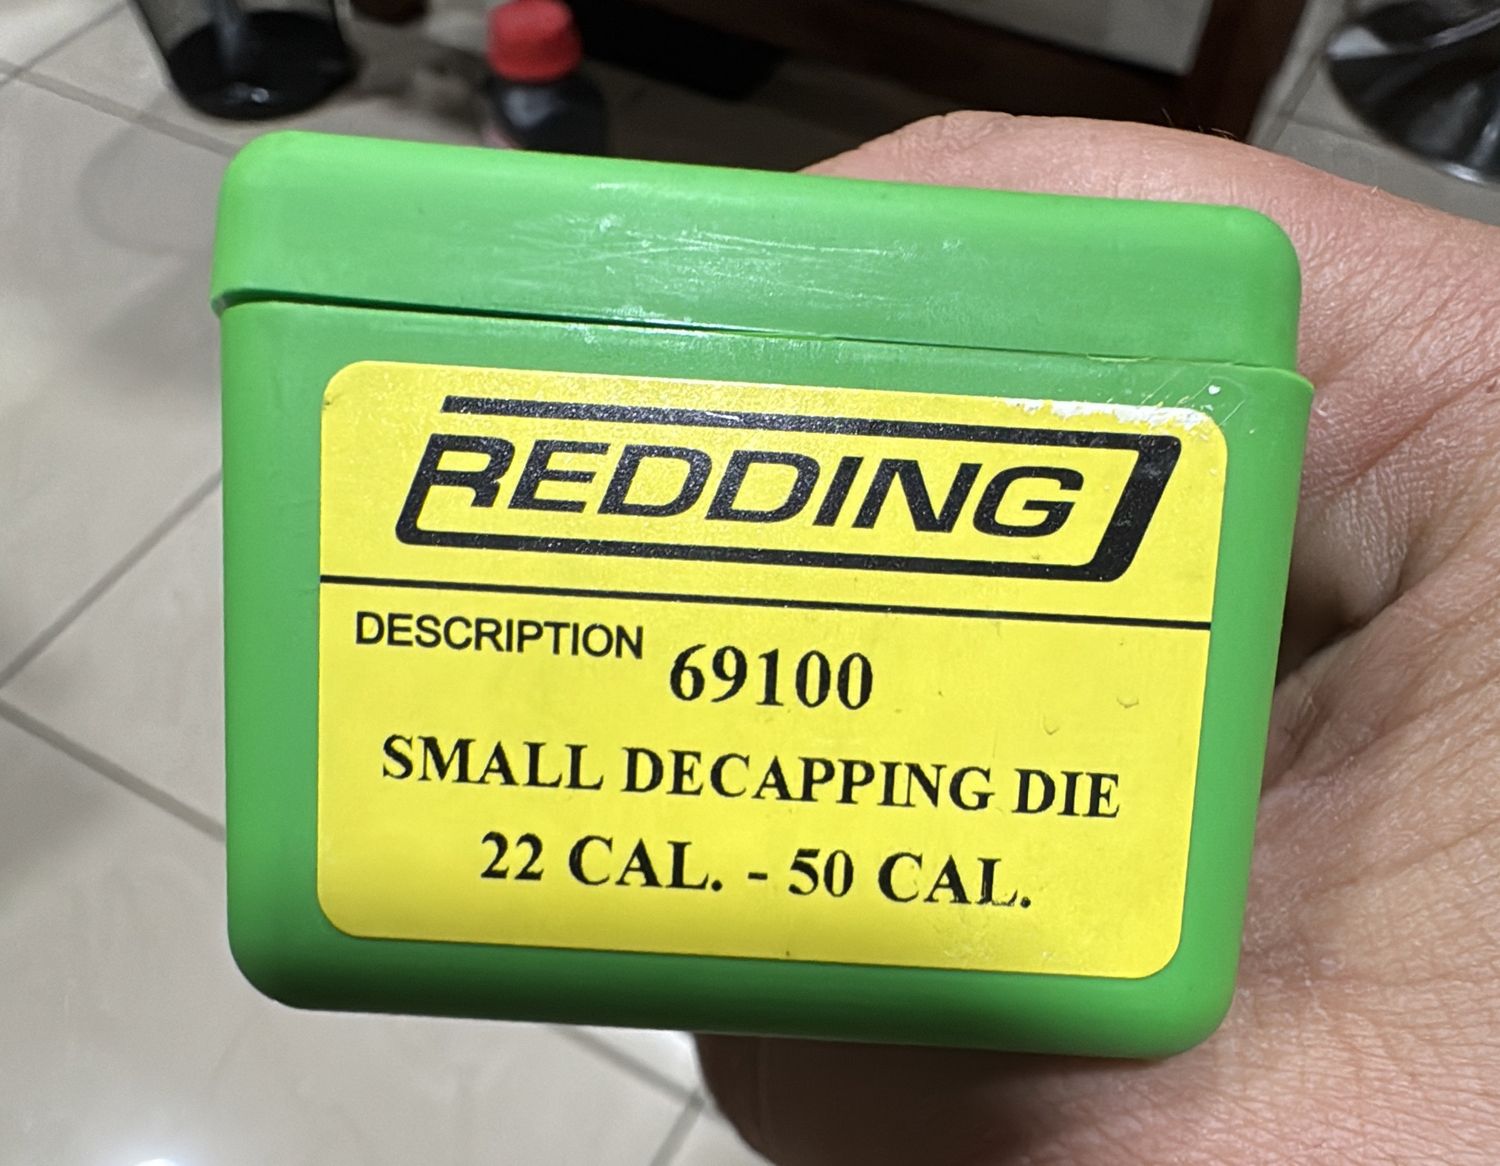 REDDING
DESCRIPTION 69100
SMALL DECAPPING DIE
22 CAL. - 50 CAL.